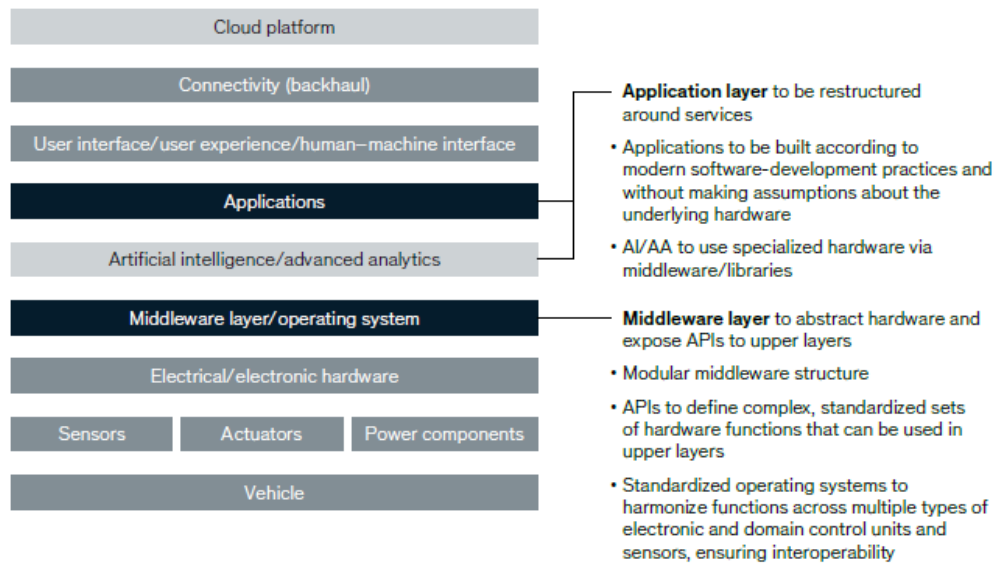 Cloud platform
Connectivity (backhaul)
User interface/user experience/human–machine interface
Applications
Artificial intelligence/advanced analytics
Middleware layer/operating system
Electrical/electronic hardware
Sensors
Actuators
Power components
Vehicle
Application layer to be restructured
around services
• Applications to be built according to
modern software-development practices and
without making assumptions about the
underlying hardware
• AI/AA to use specialized hardware via
middleware/libraries
Middleware layer to abstract hardware and
expose APIs to upper layers
• Modular middleware structure
• APIs to define complex, standardized sets
of hardware functions that can be used in
upper layers
• Standardized operating systems to
harmonize functions across multiple types of
electronic and domain control units and
sensors, ensuring interoperability